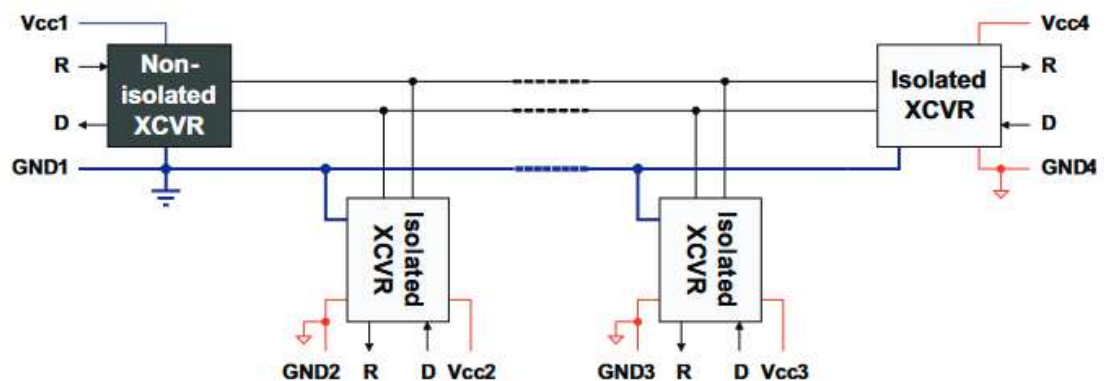 Vcc1
Vcc4
R
Non-
isolated
XCVR
Isolated
XCVR
R
D
D
GND1
GND4
Isolated
XCVR
Isolated
XCVR
GND2 R D Vcc2
GND3 R D Vcc3